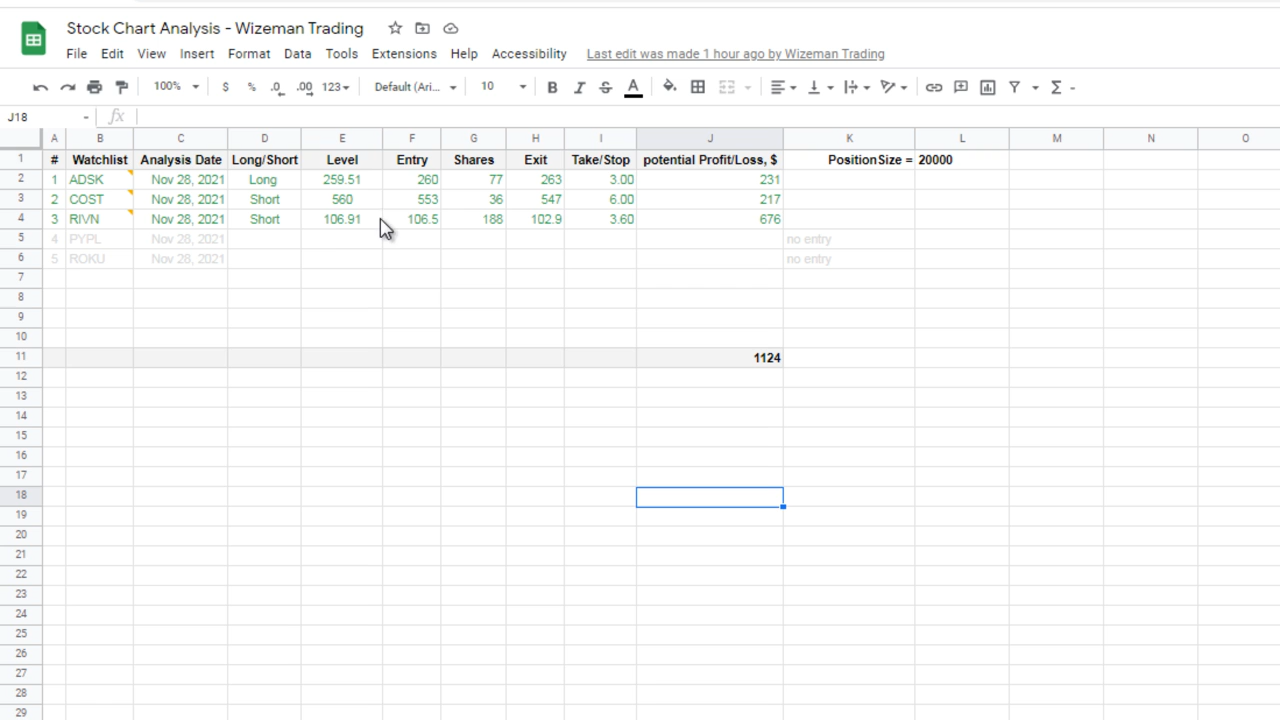 Stock Chart Analysis - Wizeman Trading
File Edit View Insert Format Data Tools Extensions Help Accessibility Last edit was made 1 hour ago by Wizeman Trading
100% $ % .0 .00 123 Default (Ari... 10 B I S A Σ
J18 fx
A B C D E F G H I J K L M N O
1 # Watchlist Analysis Date Long/Short Level Entry Shares Exit Take/Stop potential Profit/Loss, $ Position Size = 20000
2 1 ADSK Nov 28, 2021 Long 259.51 260 77 263 3.00 231
3 2 COST Nov 28, 2021 Short 560 553 36 547 6.00 217
4 3 RIVN Nov 28, 2021 Short 106.91 106.5 188 102.9 3.60 676
5 4 PYPL Nov 28, 2021 no entry
6 5 ROKU Nov 28, 2021 no entry
7
8
9
10
11 1124
12
13
14
15
16
17
18
19
20
21
22
23
24
25
26
27
28
29